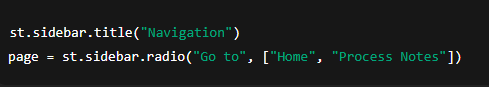 st.sidebar.title("Navigation")
page = st.sidebar.radio("Go to", ["Home", "Process Notes"])